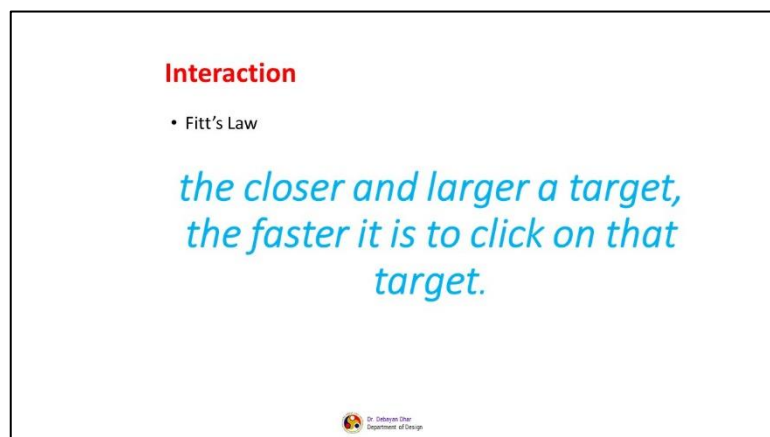 Interaction
• Fitt’s Law
the closer and larger a target,
the faster it is to click on that
target.
Dr. Debayan Dhar
Department of Design